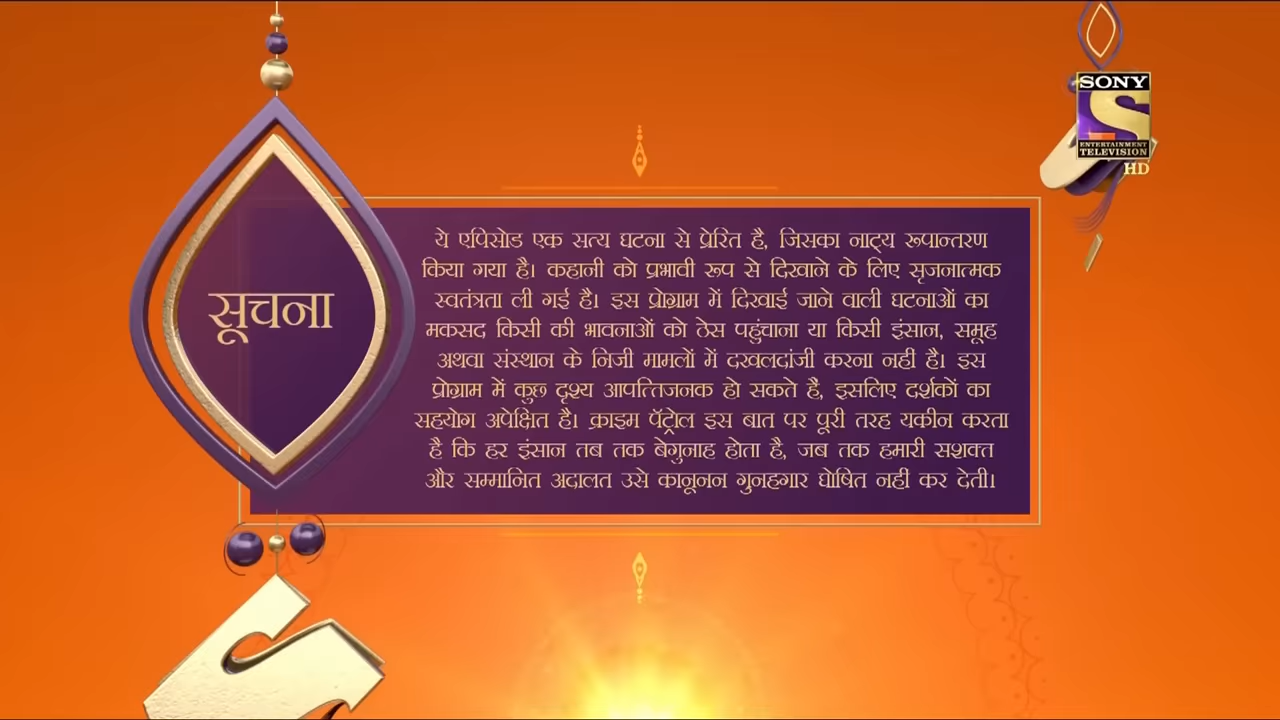 SONY
ENTERTAINMENT
TELEVISION
HD
सूचना
ये एपिसोड एक सत्य घटना से प्रेरित है, जिसका नाट्य रूपान्तरण
किया गया है। कहानी को प्रभावी रूप से दिखाने के लिए सृजनात्मक
स्वतंत्रता ली गई है। इस प्रोग्राम में दिखाई जाने वाली घटनाओं का
मकसद किसी की भावनाओं को ठेस पहुंचाना या किसी इंसान, समूह
अथवा संस्थान के निजी मामलों में दखलदांजी करना नहीं है। इस
प्रोग्राम में कुछ दृश्य आपत्तिजनक हो सकते हैं, इसलिए दर्शकों का
सहयोग अपेक्षित है। क्राइम पॅट्रोल इस बात पर पूरी तरह यकीन करता
है कि हर इंसान तब तक बेगुनाह होता है, जब तक हमारी सशक्त
और सम्मानित अदालत उसे कानूनन गुनहगार घोषित नहीं कर देती।